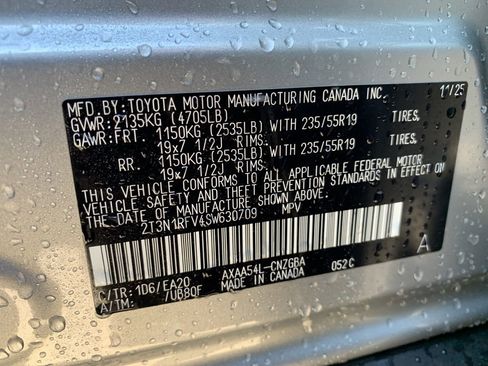 MFD.BY:TOYOTA MOTOR MANUFACTURING CANADA INC. 11/25
GVWR: 2135KG (4705LB)
GAWR:FRT 1150KG (2535LB) WITH 235/55R19 TIRES.
19x7 1/2J RIMS:
RR. 1150KG (2535LB) WITH 235/55R19 TIRES.
19x7 1/2J RIMS:
THIS VEHICLE CONFORMS TO ALL APPLICABLE FEDERAL MOTOR
VEHICLE SAFETY AND THEFT PREVENTION STANDARDS IN EFFECT ON
THE DATE OF MANUFACTURE SHOWN ABOVE.
2T3N1RFV4SW630709 MPV
C/TR: 1D6/EA20 AXAA54L-CNZGBA 052C A
A/TM: /UB80F MADE IN CANADA